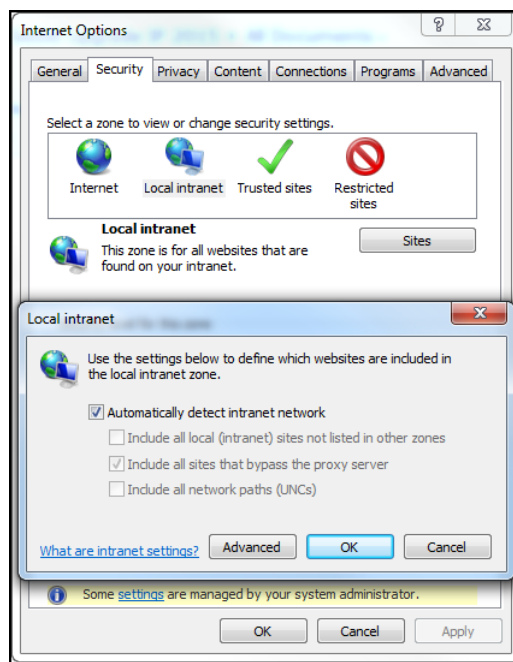 Internet Options
General Security Privacy Content Connections Programs Advanced
Select a zone to view or change security settings.
Internet Local intranet Trusted sites Restricted
sites
Local intranet
This zone is for all websites that are
found on your intranet.
Sites
Local intranet
Use the settings below to define which websites are included in
the local intranet zone.
Automatically detect intranet network
Include all local (intranet) sites not listed in other zones
Include all sites that bypass the proxy server
Include all network paths (UNCs)
What are intranet settings? Advanced OK Cancel
Some settings are managed by your system administrator.
OK Cancel Apply